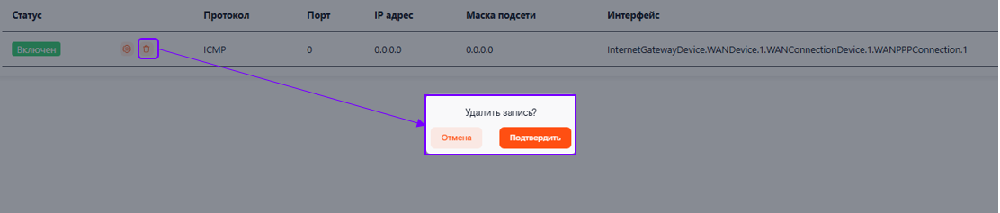 Статус Протокол Порт IP адрес Маска подсети Интерфейс
Включен ICMP 0 0.0.0.0 0.0.0.0 InternetGatewayDevice.WANDevice.1.WANConnectionDevice.1.WANPPPConnection.1
Удалить запись?
Отмена Подтвердить